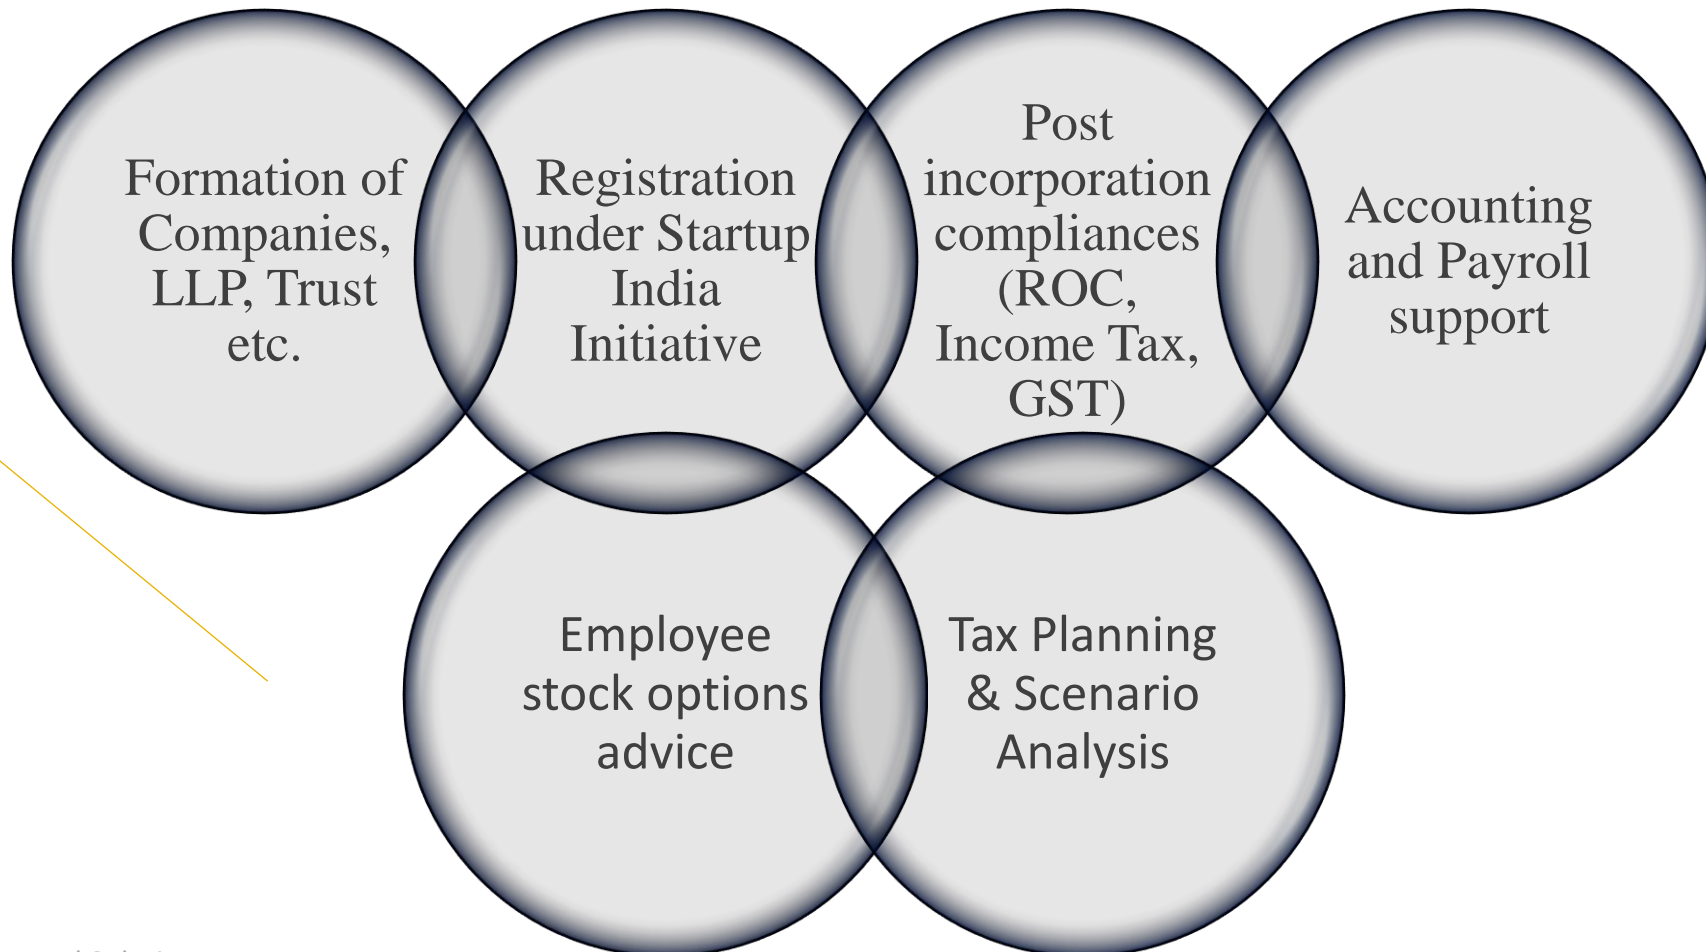 Formation of
Companies,
LLP, Trust
etc.
Registration
under Startup
India
Initiative
Post
incorporation
compliances
(ROC,
Income Tax,
GST)
Accounting
and Payroll
support
Employee
stock options
advice
Tax Planning
& Scenario
Analysis